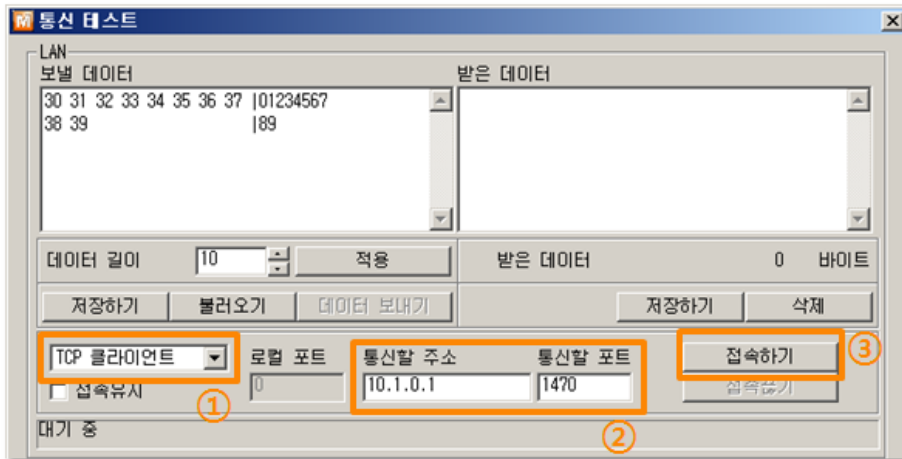 통신 테스트
LAN
보낼 데이터
받은 데이터
30 31 32 33 34 35 36 37 |01234567
38 39 |89
데이터 길이 10 적용
받은 데이터 0 바이트
저장하기 불러오기 데이터 보내기
저장하기 삭제
TCP 클라이언트 로컬 포트 통신할 주소 통신할 포트 접속하기 ③
접속유지 0 10.1.0.1 1470 접속끊기
① ②
대기 중